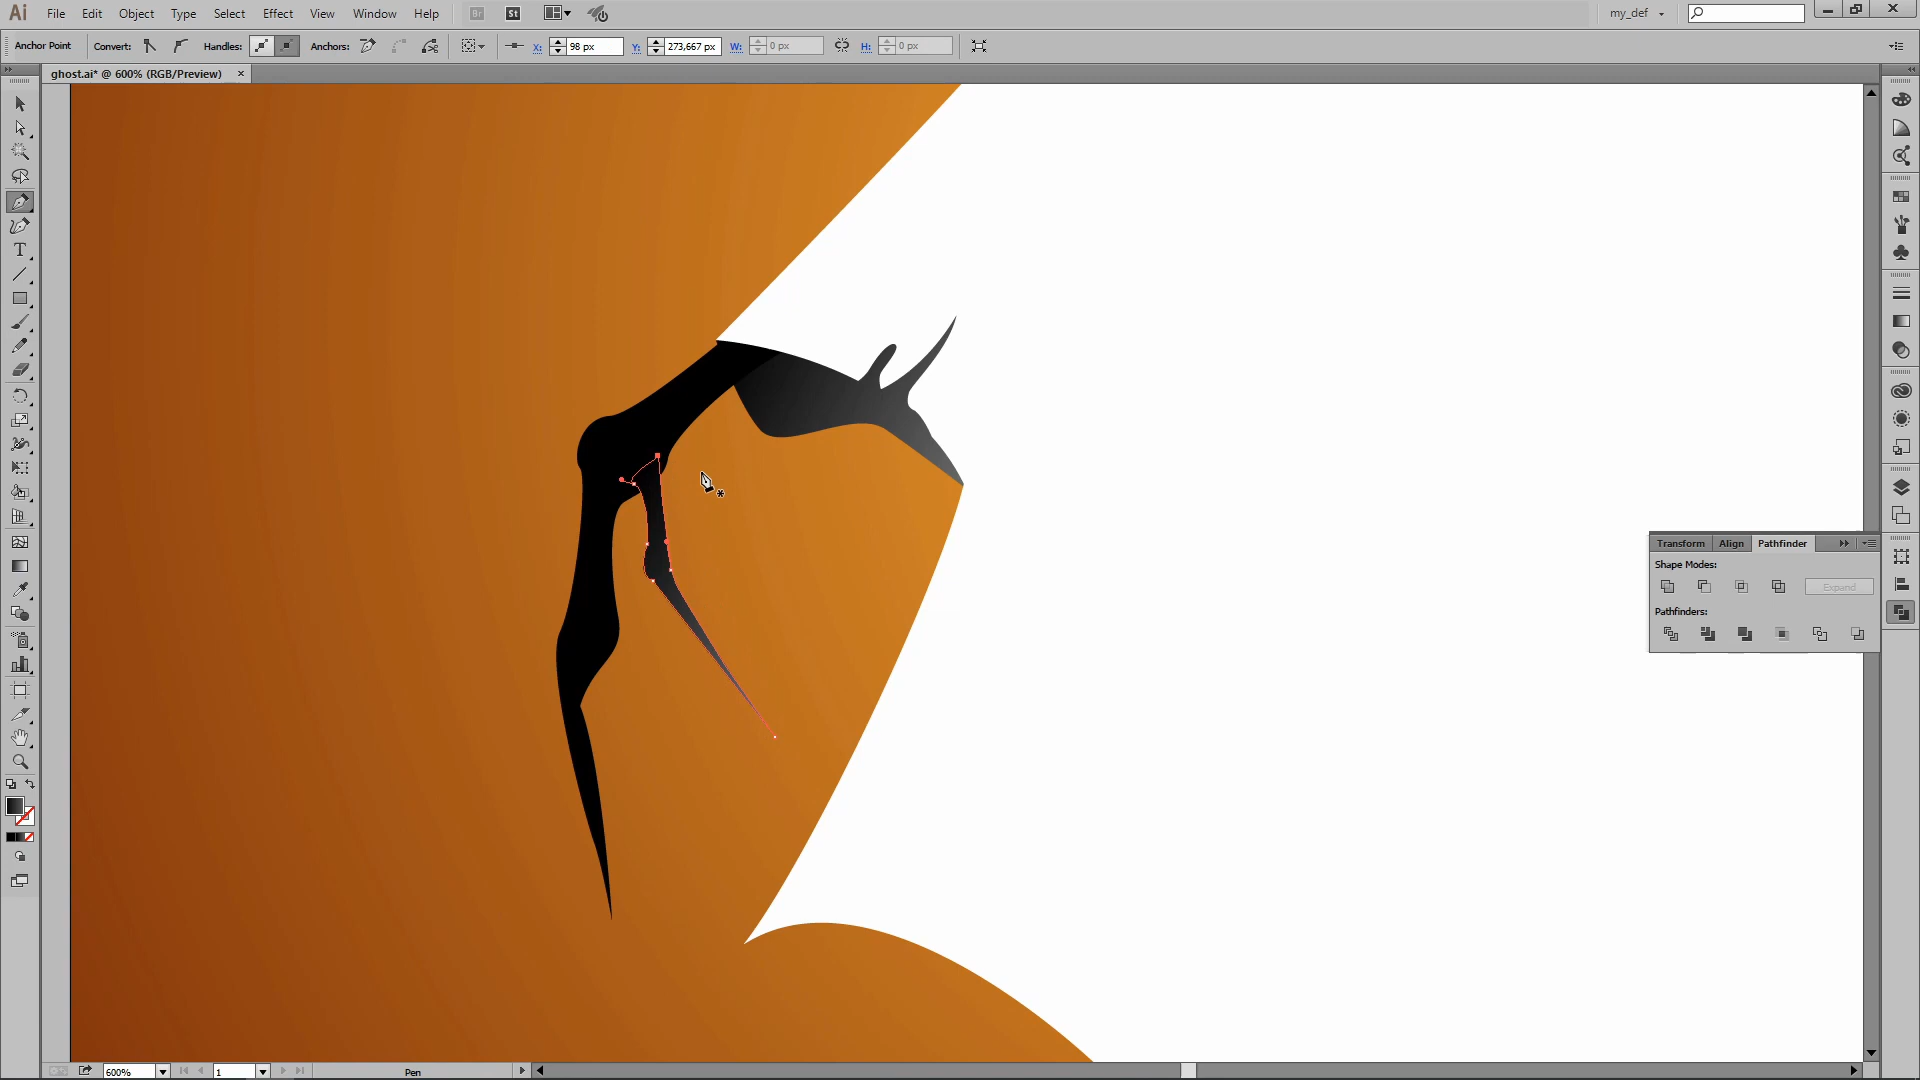 Ai File Edit Object Type Select Effect View Window Help Br St my_def
Anchor Point Convert: Handles: Anchors: X: 98 px Y: 273,667 px W: 0 px H: 0 px
ghost.ai* @ 600% (RGB/Preview) ×
T
Transform Align Pathfinder
Shape Modes:
Expand
Pathfinders:
600% 1 Pen